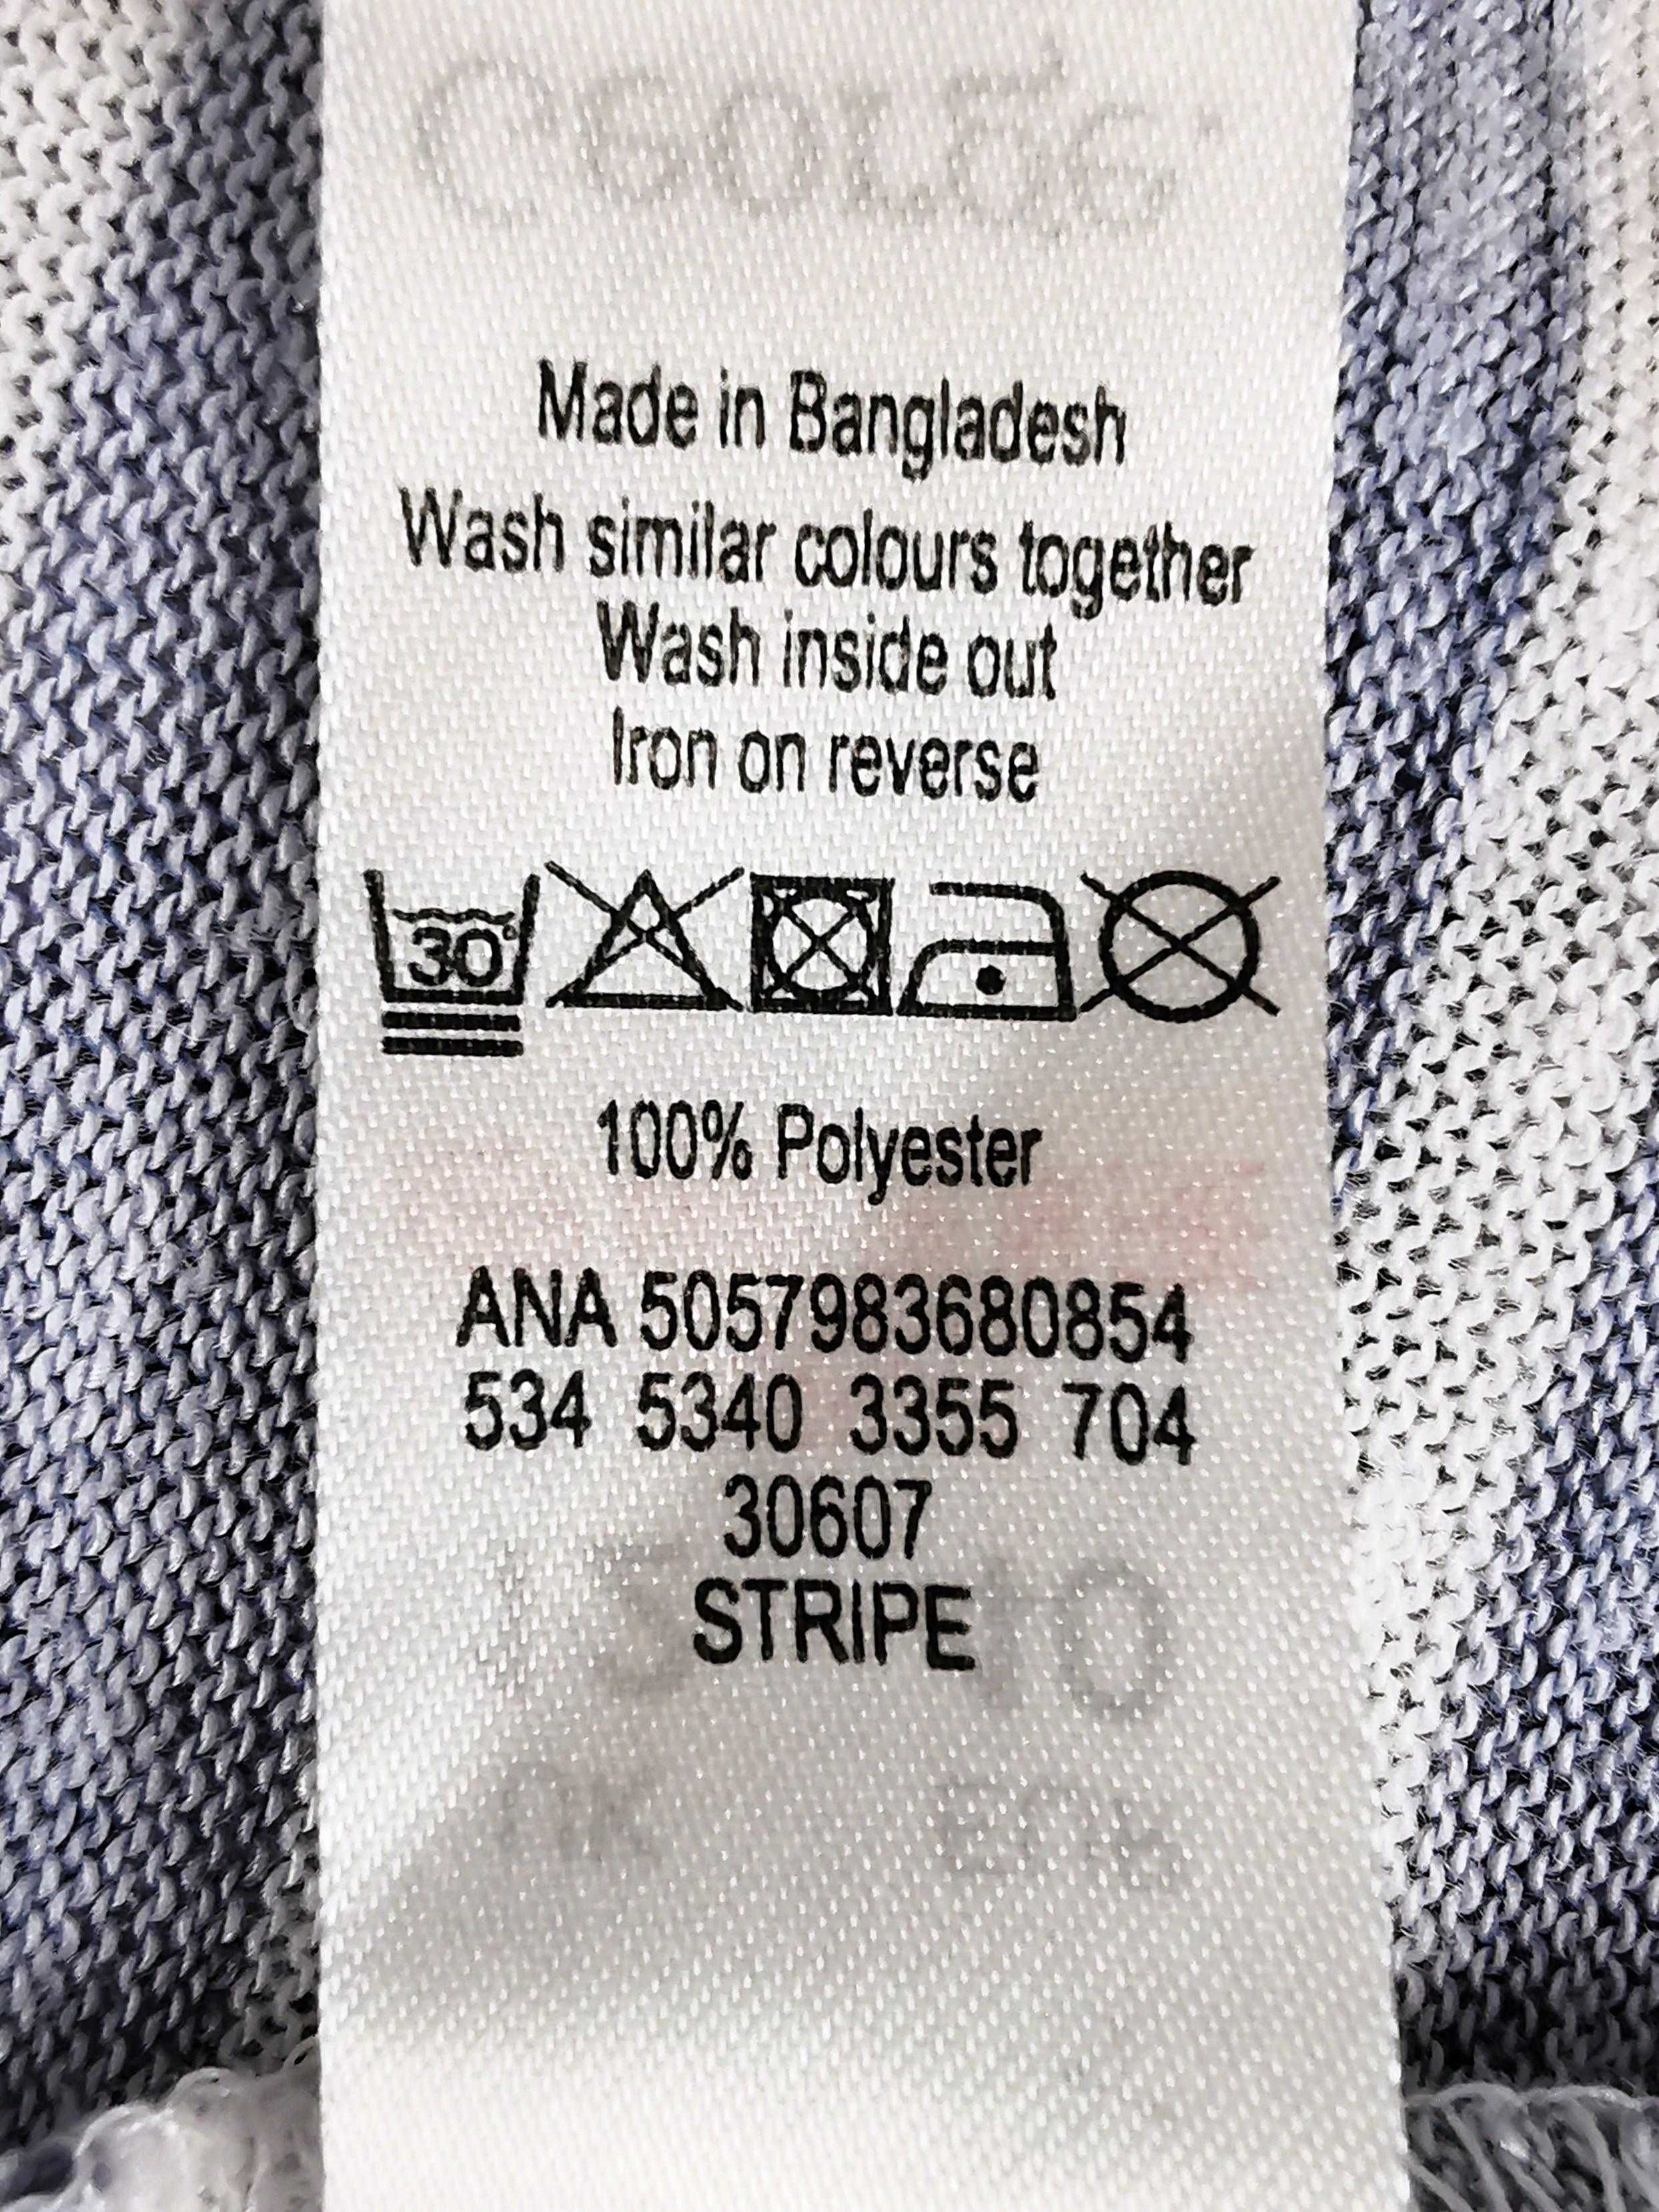 Made in Bangladesh
Wash similar colours together
Wash inside out
Iron on reverse
30°
100% Polyester
ANA 5057983680854
534 5340 3355 704
30607
STRIPE